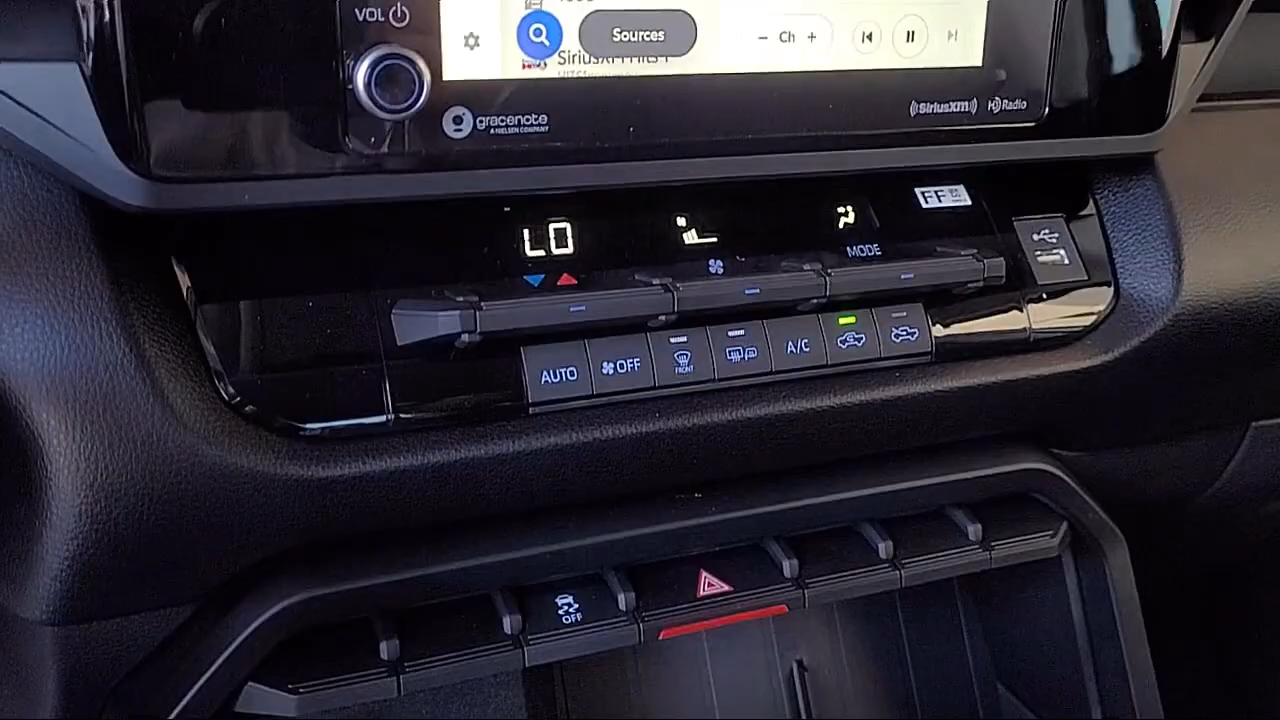 VOL
Sources
- Ch +
SiriusXM Hits 1
gracenote
A NIELSEN COMPANY
((SiriusXM))
HD Radio
LO
MODE
FF
AUTO
OFF
FRONT
A/C
OFF